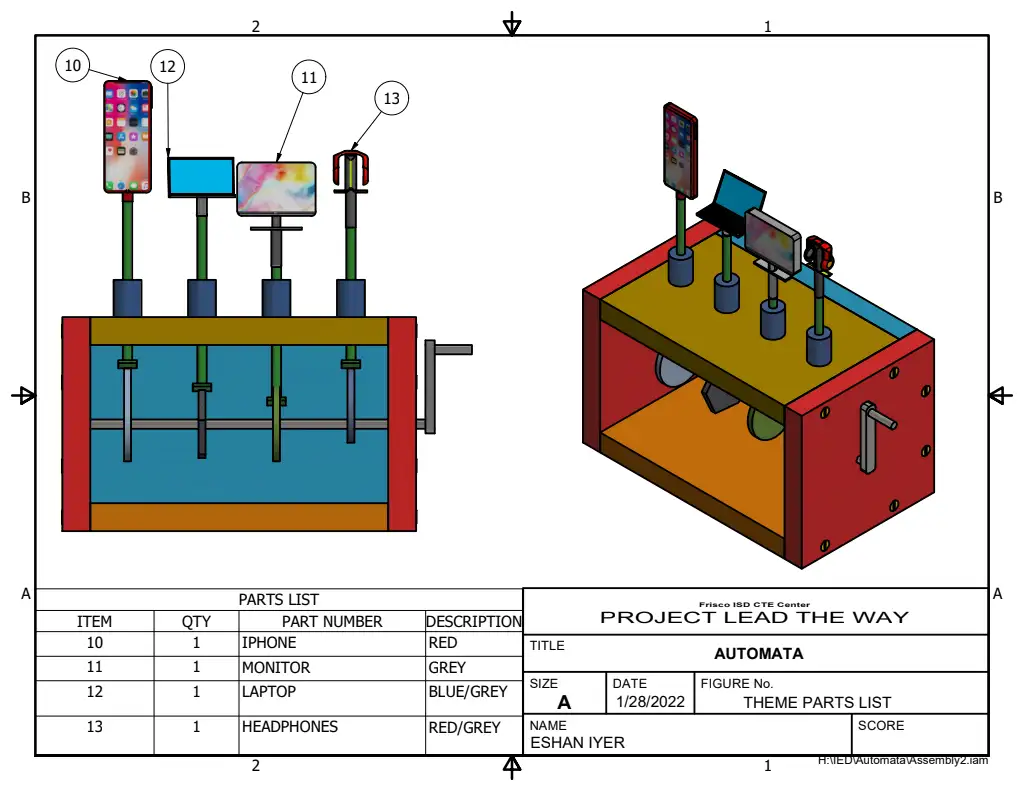 2 1
10 12 11 13
B B
A A
PARTS LIST
ITEM QTY PART NUMBER DESCRIPTION
10 1 IPHONE RED
11 1 MONITOR GREY
12 1 LAPTOP BLUE/GREY
13 1 HEADPHONES RED/GREY
Frisco ISD CTE Center
PROJECT LEAD THE WAY
TITLE
AUTOMATA
SIZE
A
DATE
1/28/2022
FIGURE No.
THEME PARTS LIST
NAME
ESHAN IYER
SCORE
H:\IED\Automata\Assembly2.iam
2 1